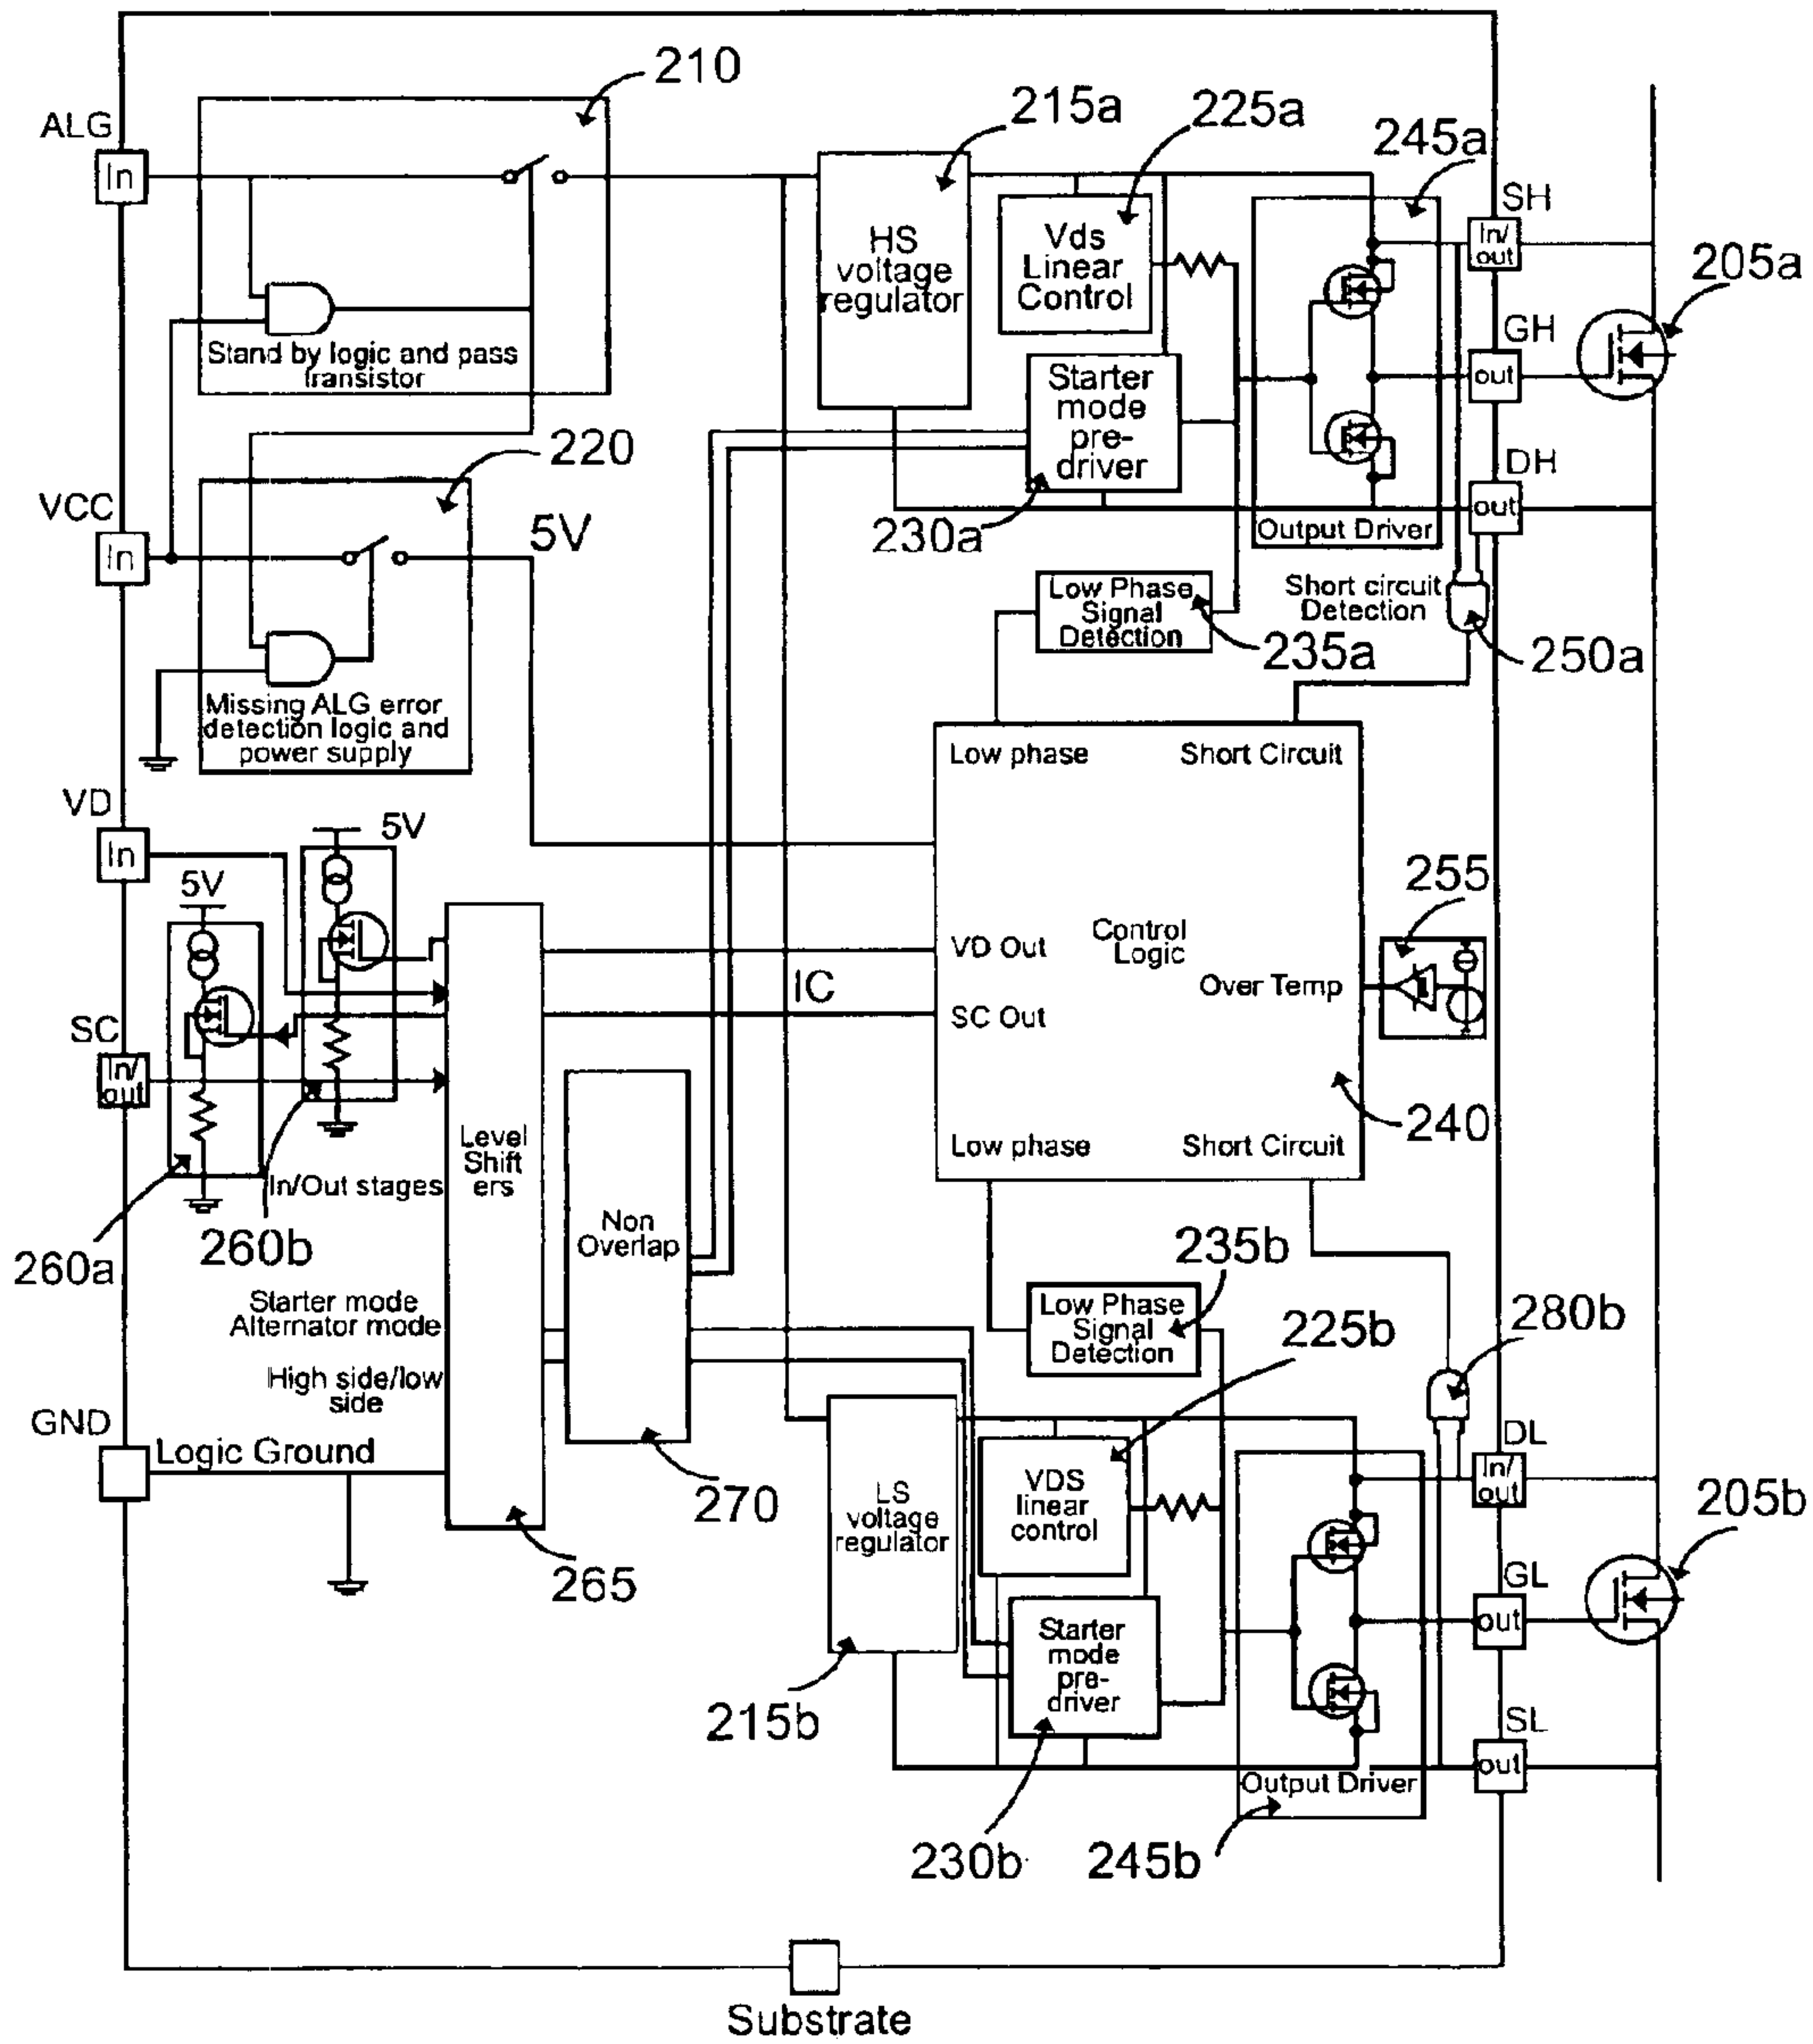 210
ALG
In
Stand by logic and pass
transistor
215a
HS
voltage
regulator
225a
Vds
Linear
Control
245a
SH
In/
out
205a
GH
out
Starter
mode
pre-
driver
DH
out
230a
Output Driver
220
VCC
In
5V
Missing ALG error
detection logic and
power supply
Low Phase
Signal
Detection
235a
Short circuit
Detection
250a
VD
In
5V
5V
SC
In/
out
260a
260b
In/Out stages
Level
Shift
ers
Low phase
Short Circuit
Control
Logic
VD Out
IC
SC Out
Over Temp
255
240
Low phase
Short Circuit
Non
Overlap
Starter mode
Alternator mode
High side/low
side
GND
Logic Ground
265
270
235b
Low Phase
Signal
Detection
225b
280b
LS
voltage
regulator
VDS
linear
control
DL
In/
out
205b
GL
out
Starter
mode
pre-
driver
215b
SL
out
Output Driver
230b
245b
Substrate